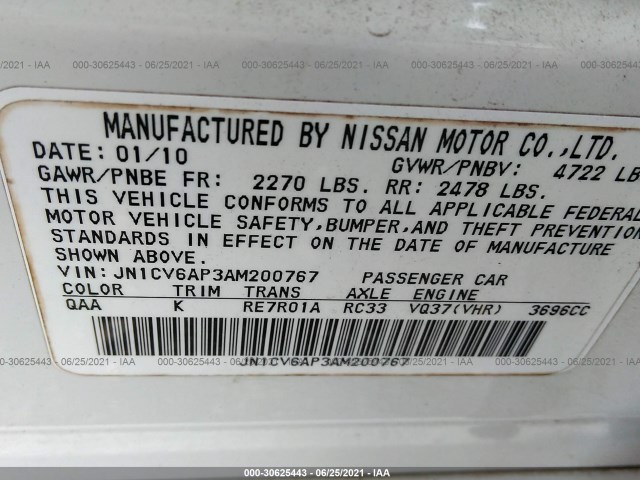 000-30625443 / 06/25/2021 - IAA
MANUFACTURED BY NISSAN MOTOR CO.,LTD.
DATE: 01/10 GVWR/PNBV: 4722 LB
GAWR/PNBE FR: 2270 LBS. RR: 2478 LBS.
THIS VEHICLE CONFORMS TO ALL APPLICABLE FEDERAL
MOTOR VEHICLE SAFETY,BUMPER,AND THEFT PREVENTION
STANDARDS IN EFFECT ON THE DATE OF MANUFACTURE
SHOWN ABOVE.
VIN: JN1CV6AP3AM200767 PASSENGER CAR
COLOR TRIM TRANS AXLE ENGINE
QAA K RE7R01A RC33 VQ37(VHR) 3696CC
JN1CV6AP3AM200767
000-30625443 / 06/25/2021 - IAA